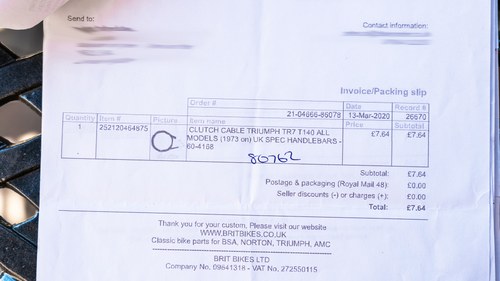 Send to:
Contact Information:
Invoice/Packing slip
Order # Date Record #
21-04866-89078 13-Mar-2020 26670
Quantity Item # Picture Item name Price Subtotal
1 252120464875 CLUTCH CABLE TRIUMPH TR7 T140 ALL £7.64 £7.64
MODELS (1973 on) UK SPEC HANDLEBARS -
60-4168
80762
Subtotal: £7.64
Postage & packaging (Royal Mail 48): £0.00
Seller discounts (-) or charges (+): £0.00
Total: £7.64
Thank you for your custom, Please visit our website
WWW.BRITBIKES.CO.UK
Classic bike parts for BSA, NORTON, TRIUMPH, AMC
BRIT BIKES LTD
Company No. 09841318 - VAT No. 272550115